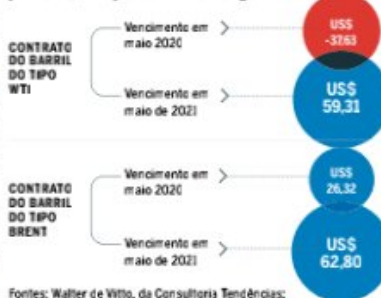 CONTRATO
DO BARRIL
DO TIPO
WTI
Vencimento em
maio 2020
US$
-37,63
Vencimento em
maio de 2021
US$
59,31
CONTRATO
DO BARRIL
DO TIPO
BRENT
Vencimento em
maio 2020
US$
26,32
Vencimento em
maio de 2021
US$
62,80
Fontes: Walter de Vitto, da Consultoria Tendências;